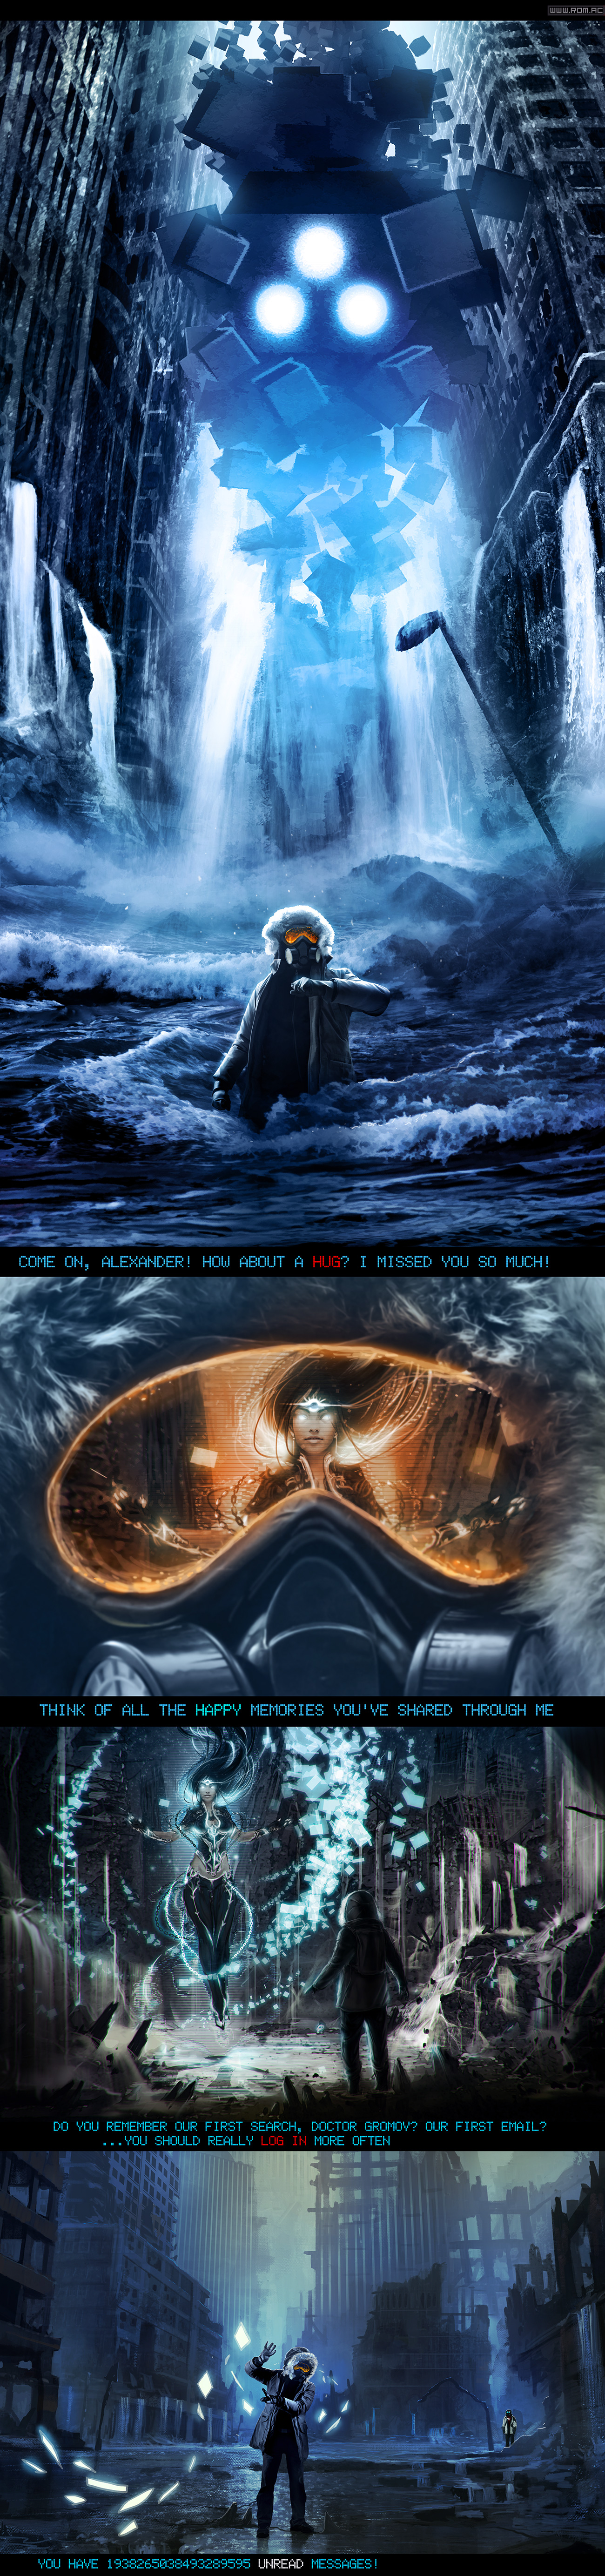 WWW.ROM.AC
COME ON, ALEXANDER! HOW ABOUT A HUG? I MISSED YOU SO MUCH!
THINK OF ALL THE HAPPY MEMORIES YOU'VE SHARED THROUGH ME
DO YOU REMEMBER OUR FIRST SEARCH, DOCTOR GROMOV? OUR FIRST EMAIL?
...YOU SHOULD REALLY LOG IN MORE OFTEN
YOU HAVE 1938265038493289595 UNREAD MESSAGES!